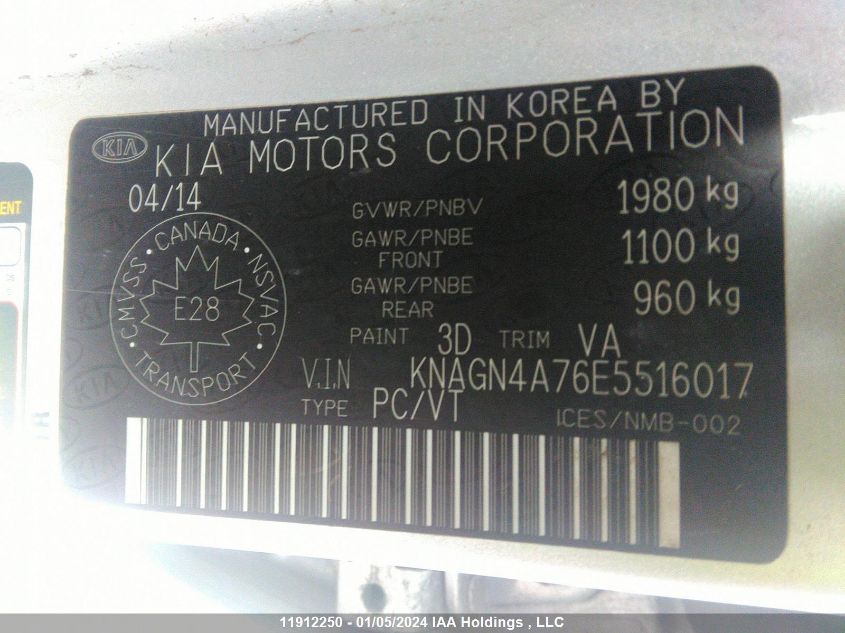 MANUFACTURED IN KOREA BY
KIA KIA MOTORS CORPORATION
04/14
GVWR/PNBV 1980 kg
GAWR/PNBE FRONT 1100 kg
GAWR/PNBE REAR 960 kg
CANADA
CMVSS NSVAC
E28
TRANSPORT
PAINT 3D TRIM VA
V.I.N KNAGN4A76E5516017
TYPE PC/VT ICES/NMB-002
KIA
11912250 - 01/05/2024 IAA Holdings , LLC